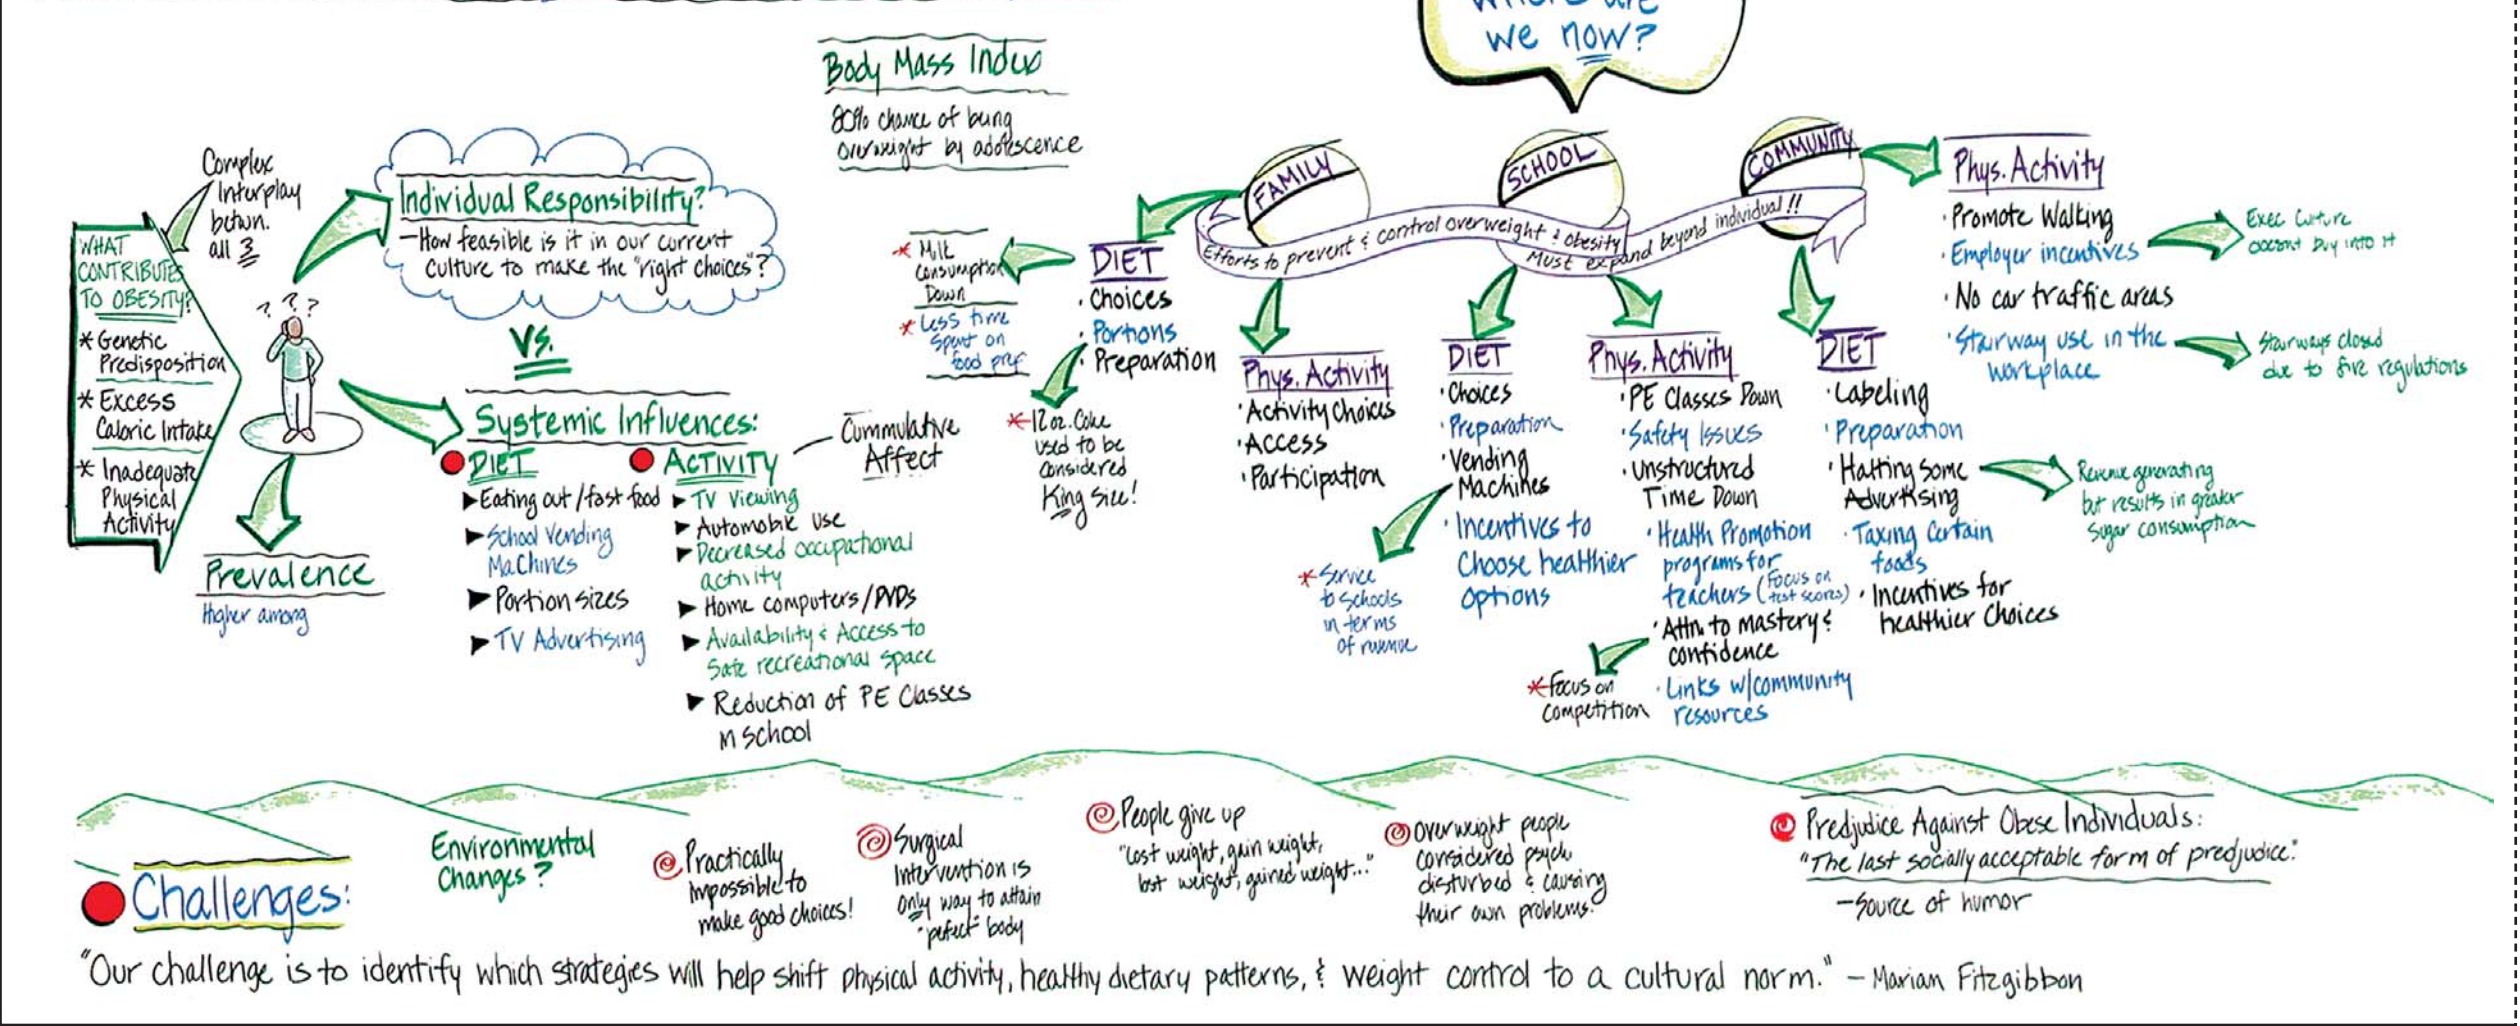 we now?
Body Mass Index
80% chance of being
overweight by adolescence
Complex
Interplay
betwn.
all 3
WHAT
CONTRIBUTES
TO OBESITY?
* Genetic
Predisposition
* Excess
Caloric Intake
* Inadequate
Physical
Activity
? ? ?
Individual Responsibility?
- How feasible is it in our current
culture to make the "right choices"?
VS.
Systemic Influences:
DIET
Eating out / fast food
School Vending
Machines
Portion sizes
TV Advertising
ACTIVITY
TV Viewing
Automobile Use
Decreased occupational
activity
Home computers / DVDs
Availability & Access to
Safe recreational space
Reduction of PE Classes
in School
Cummulative
Affect
Prevalence
Higher among
FAMILY
SCHOOL
COMMUNITY
Efforts to prevent & control overweight & obesity
Must expand beyond individual!!
DIET
· Choices
· Portions
· Preparation
* Milk
Consumption
Down
* Less time
spent on
food prep
* 12 oz. Coke
used to be
considered
King Size!
Phys. Activity
· Activity Choices
· Access
· Participation
DIET
· Choices
· Preparation
· Vending
Machines
· Incentives to
Choose healthier
options
* Service
to schools
in terms
of revenue
Phys. Activity
· PE Classes Down
· Safety Issues
· Unstructured
Time Down
· Health Promotion
programs for
teachers (Focus on
test scores)
· Attn. to mastery &
confidence
· Links w/community
resources
* Focus on
Competition
DIET
· Labeling
· Preparation
· Halting Some
Advertising
· Taxing Certain
foods
· Incentives for
healthier Choices
Revenue generating
but results in greater
sugar consumption
Phys. Activity
· Promote Walking
· Employer incentives
· No car traffic areas
· Stairway use in the
workplace
Exec Culture
doesnt buy into it
Stairways closed
due to fire regulations
Challenges:
Environmental
Changes?
Practically
Impossible to
make good choices!
Surgical
Intervention is
only way to attain
"perfect" body
People give up
"Lost weight, gain weight,
lost weight, gained weight..."
Overweight people
considered psych
disturbed & causing
their own problems.
Predjudice Against Obese Individuals:
"The last socially acceptable form of predjudice."
- Source of humor
"Our challenge is to identify which strategies will help shift physical activity, healthy dietary patterns, & weight control to a cultural norm." - Marian Fitzgibbon